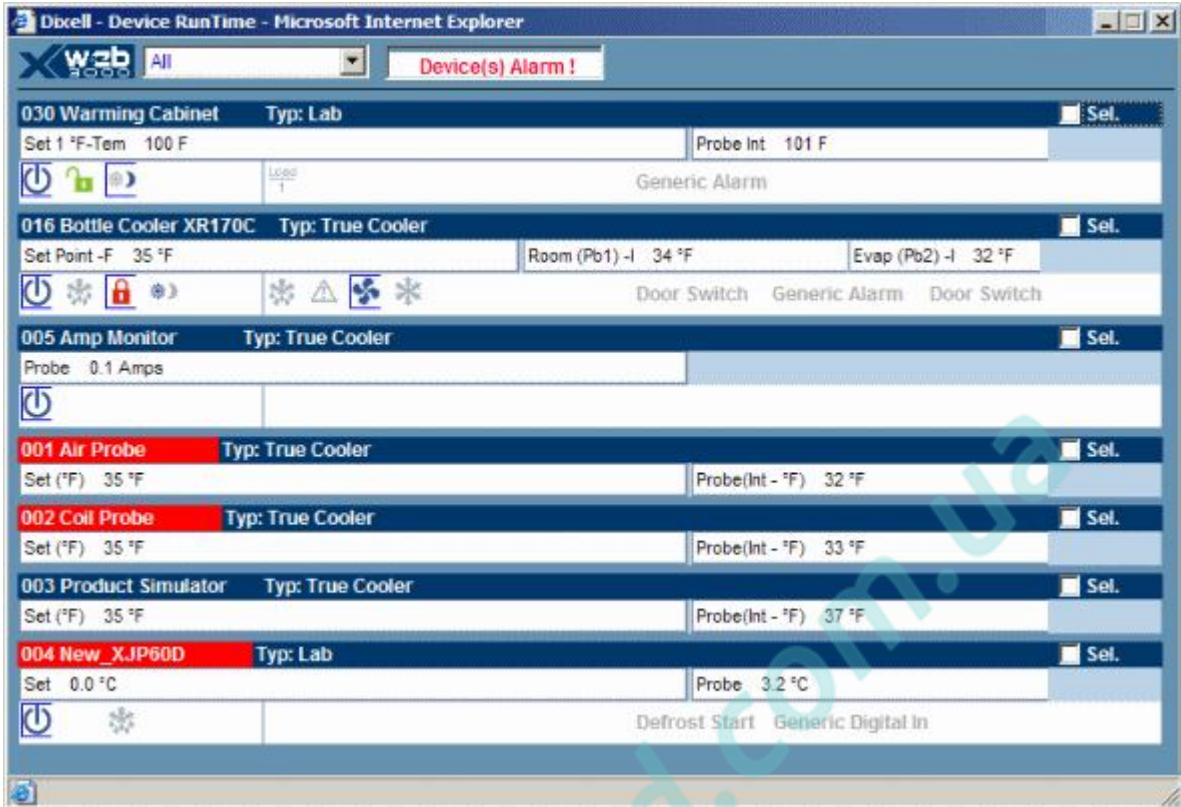 Dixell - Device RunTime - Microsoft Internet Explorer
Xweb 3000 All Device(s) Alarm !
030 Warming Cabinet Typ: Lab Sel.
Set 1 °F-Tem 100 F Probe Int 101 F
Load 1 Generic Alarm
016 Bottle Cooler XR170C Typ: True Cooler Sel.
Set Point -F 35 °F Room (Pb1) -I 34 °F Evap (Pb2) -I 32 °F
Door Switch Generic Alarm Door Switch
005 Amp Monitor Typ: True Cooler Sel.
Probe 0.1 Amps
001 Air Probe Typ: True Cooler Sel.
Set (°F) 35 °F Probe(Int - °F) 32 °F
002 Coil Probe Typ: True Cooler Sel.
Set (°F) 35 °F Probe(Int - °F) 33 °F
003 Product Simulator Typ: True Cooler Sel.
Set (°F) 35 °F Probe(Int - °F) 37 °F
004 New_XJP60D Typ: Lab Sel.
Set 0.0 °C Probe 3.2 °C
Defrost Start Generic Digital In
d.com.ua